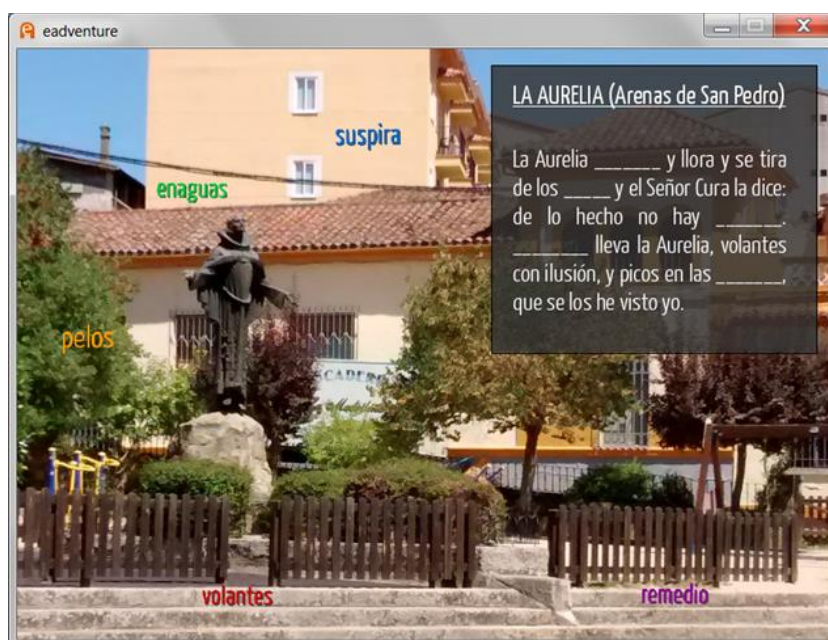 eadventure
LA AURELIA (Arenas de San Pedro)
suspira
La Aurelia _______ y llora y se tira
de los _____ y el Señor Cura la dice:
de lo hecho no hay _______.
________ lleva la Aurelia, volantes
con ilusión, y picos en las _______,
que se los he visto yo.
enaguas
pelos
ACADE
volantes
remedio